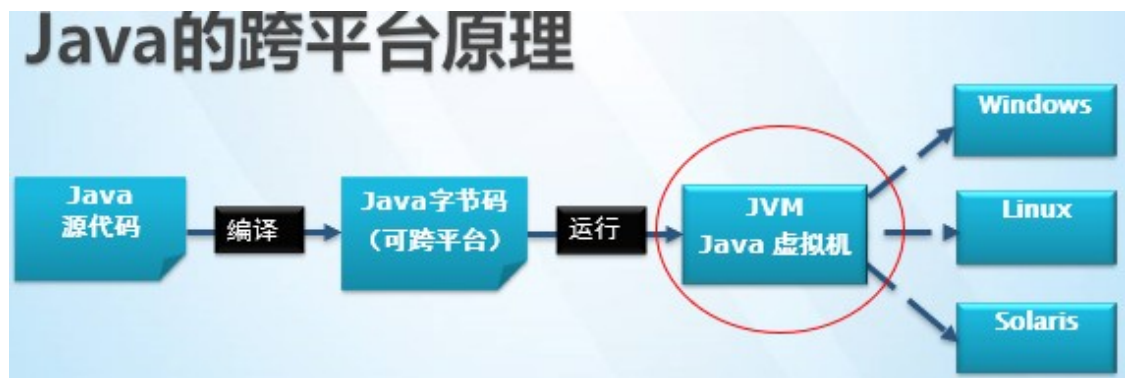 Java的跨平台原理
Java
源代码
编译
Java字节码
（可跨平台）
运行
JVM
Java 虚拟机
Windows
Linux
Solaris